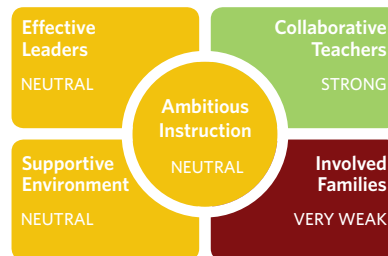 Effective
Leaders
NEUTRAL
Collaborative
Teachers
STRONG
Ambitious
Instruction
NEUTRAL
Supportive
Environment
NEUTRAL
Involved
Families
VERY WEAK